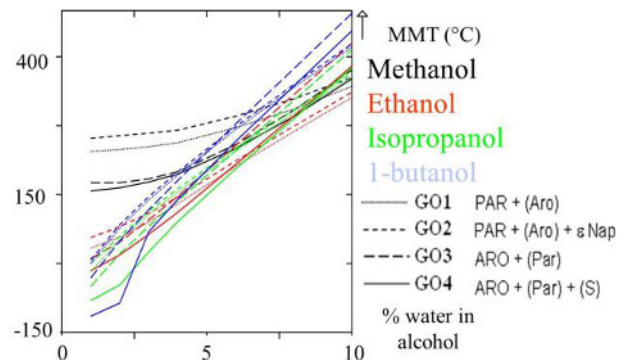 400
150
-150
0
5
10
MMT (°C)
Methanol
Ethanol
Isopropanol
1-butanol
GO1 PAR + (Aro)
GO2 PAR + (Aro) + ε Nap
GO3 ARO + (Par)
GO4 ARO + (Par) + (S)
% water in
alcohol